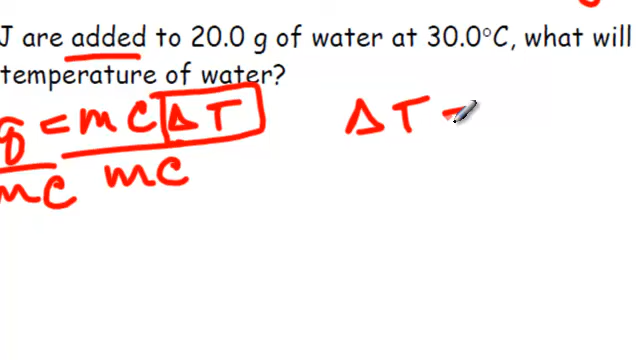 J are added to 20.0 g of water at 30.0°C, what will
temperature of water?
q = mc ΔT ΔT =
mc mc